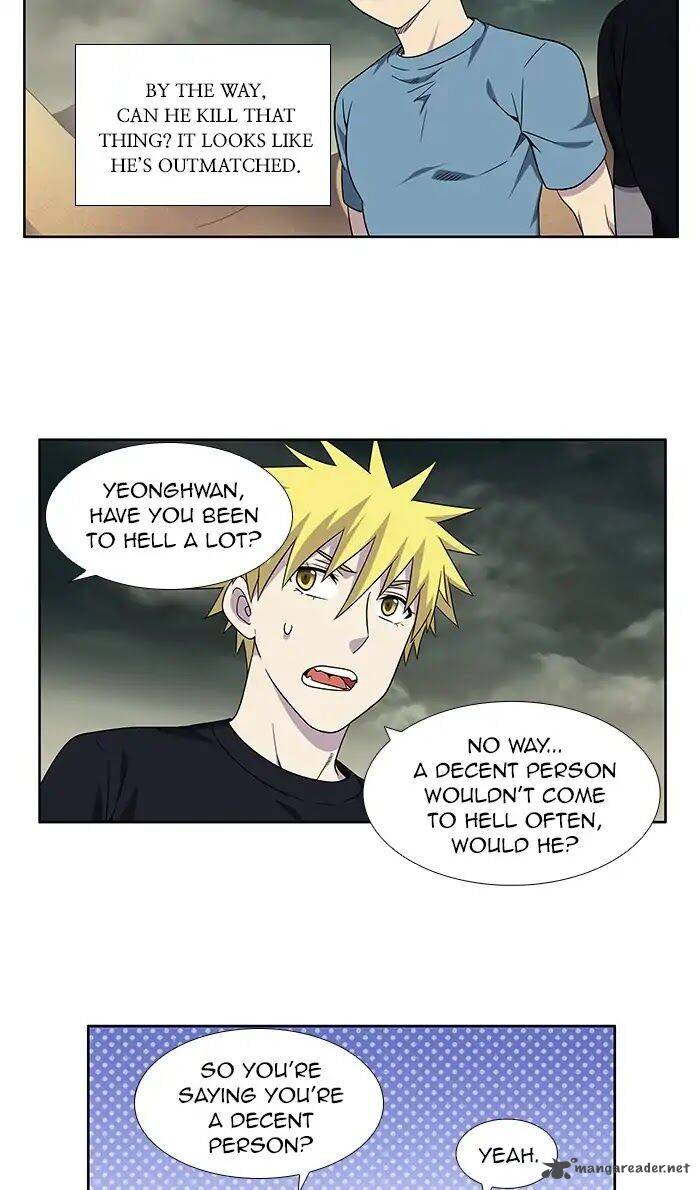 BY THE WAY,
CAN HE KILL THAT
THING? IT LOOKS LIKE
HE'S OUTMATCHED.
YEONGHWAN,
HAVE YOU BEEN
TO HELL A LOT?
NO WAY...
A DECENT PERSON
WOULDN'T COME
TO HELL OFTEN,
WOULD HE?
SO YOU'RE
SAYING YOU'RE
A DECENT
PERSON?
YEAH.
mangareader.net